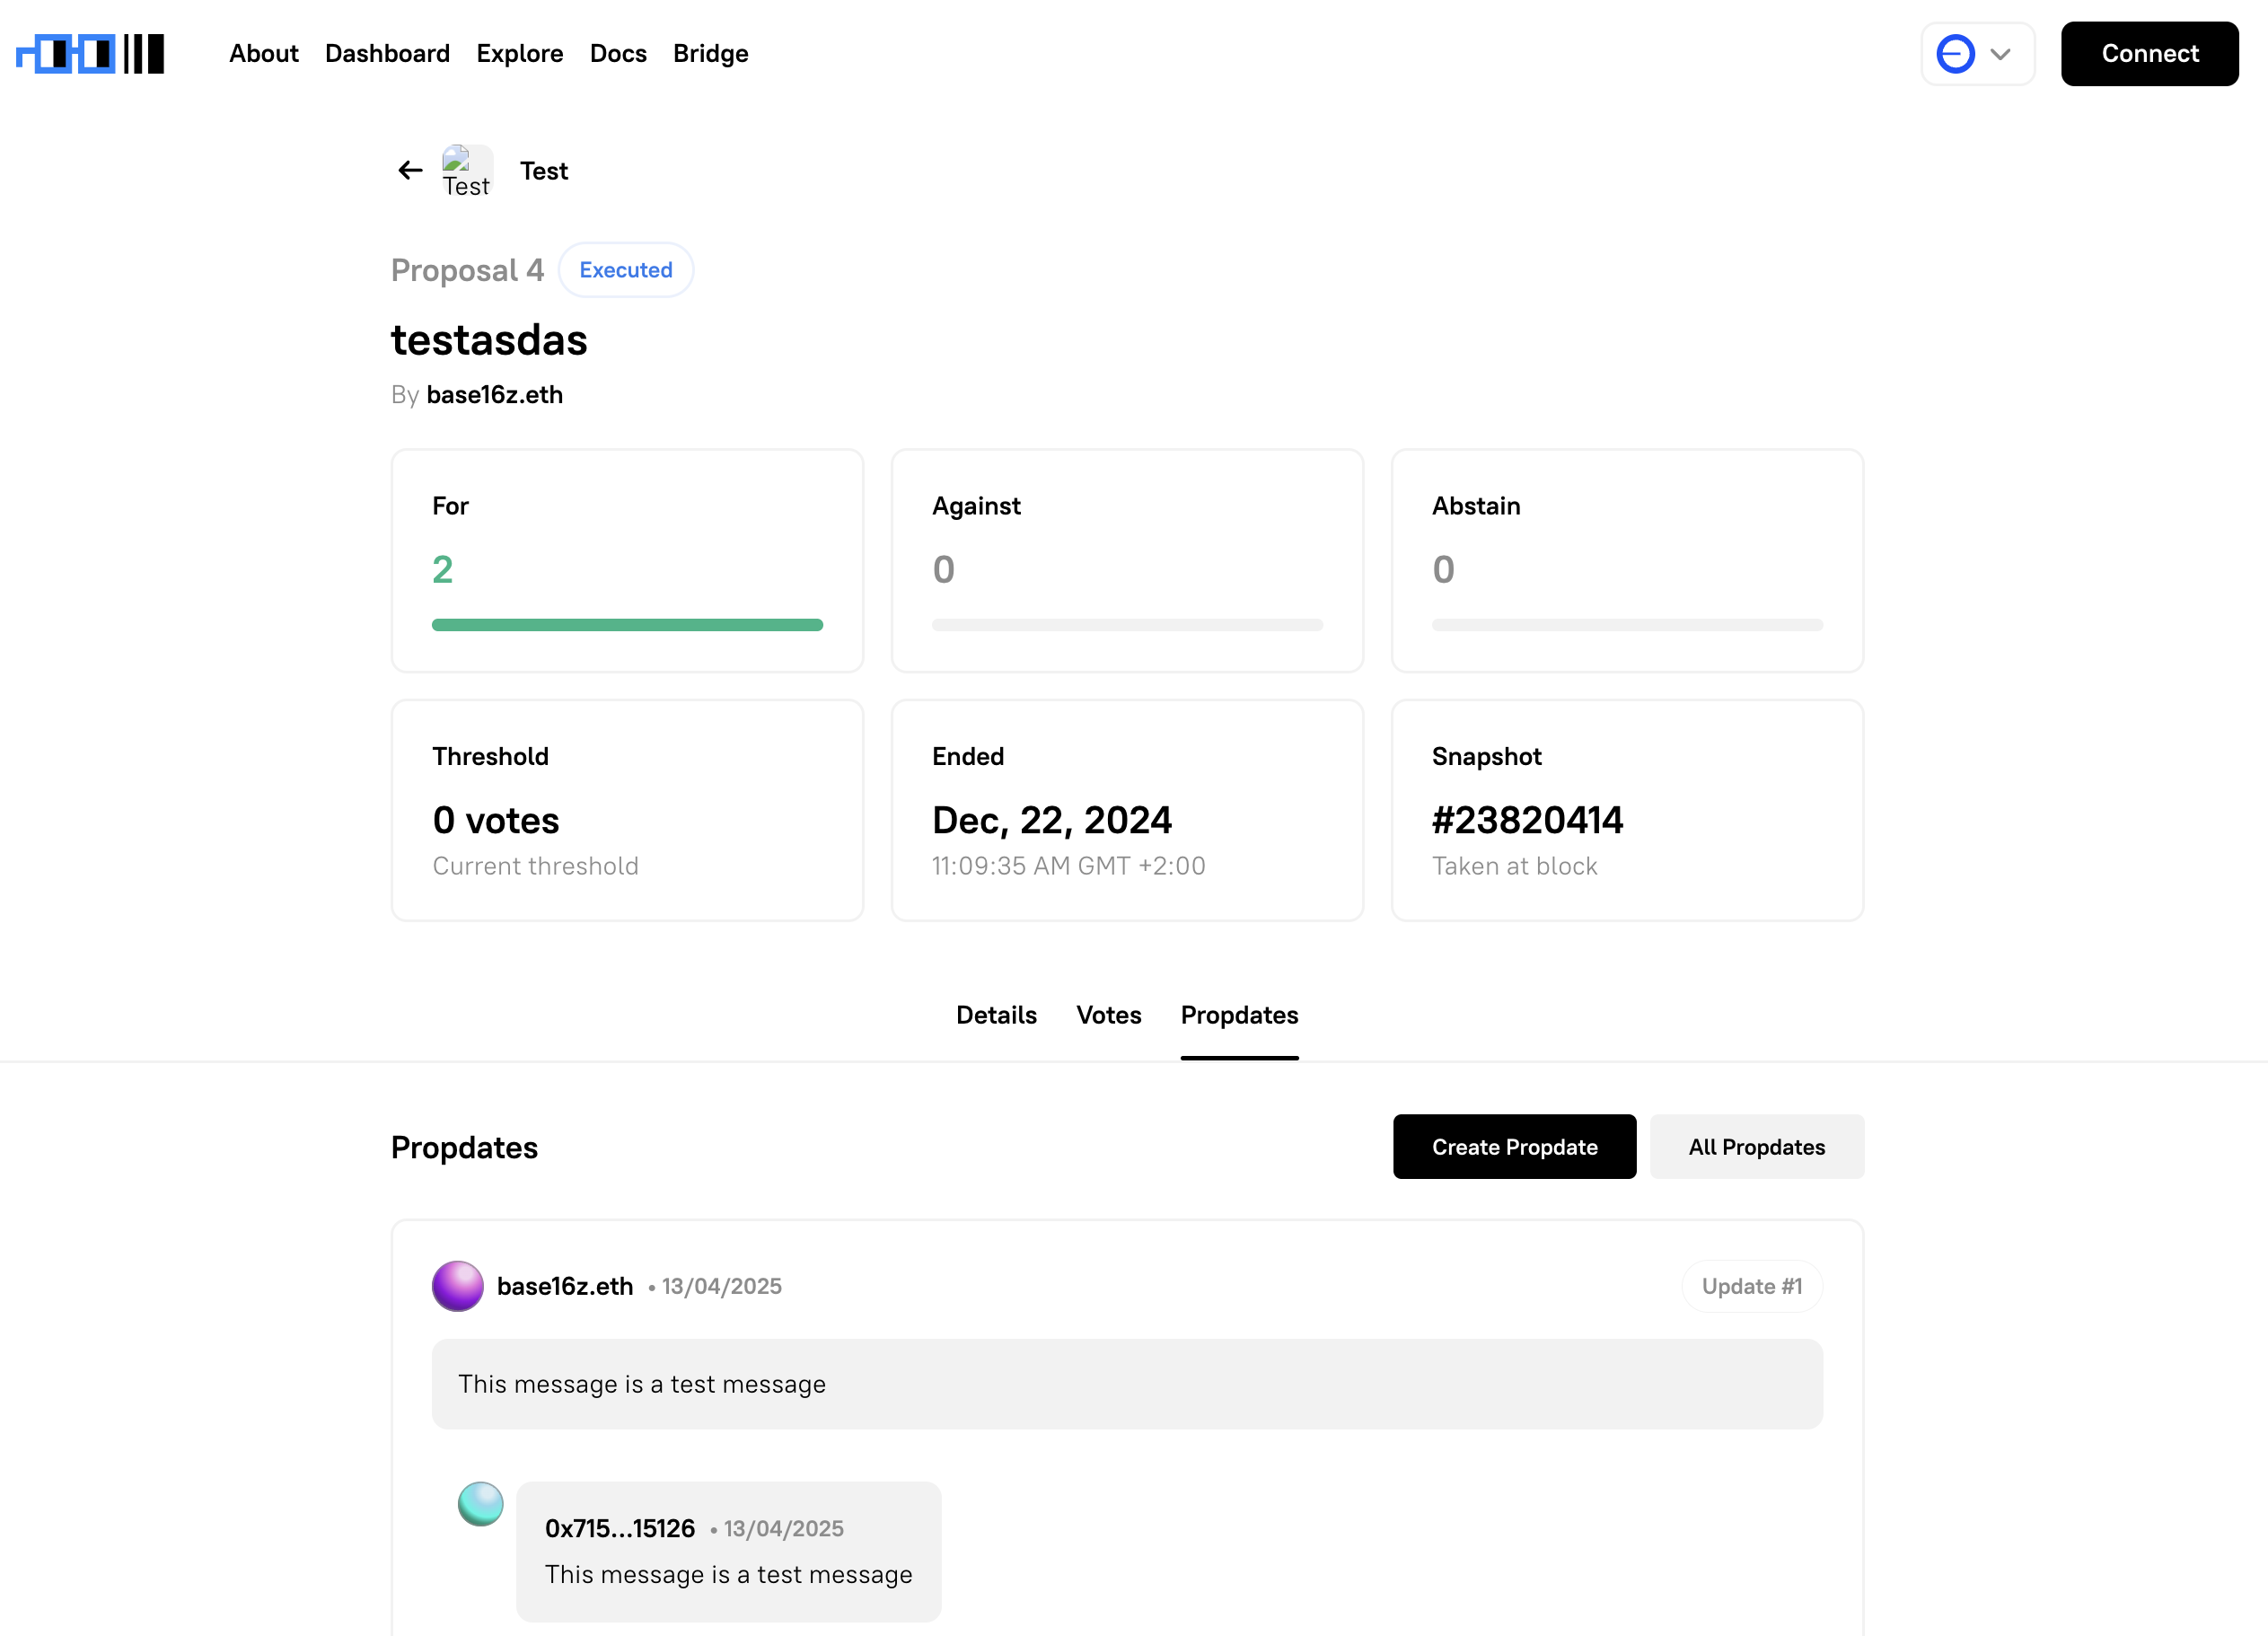 About Dashboard Explore Docs Bridge Connect
Test Test
Proposal 4 Executed
testasdas
By base16z.eth
For Against Abstain
2 0 0
Threshold Ended Snapshot
0 votes Dec, 22, 2024 #23820414
Current threshold 11:09:35 AM GMT +2:00 Taken at block
Details Votes Propdates
Propdates Create Propdate All Propdates
base16z.eth • 13/04/2025 Update #1
This message is a test message
0x715...15126 • 13/04/2025
This message is a test message